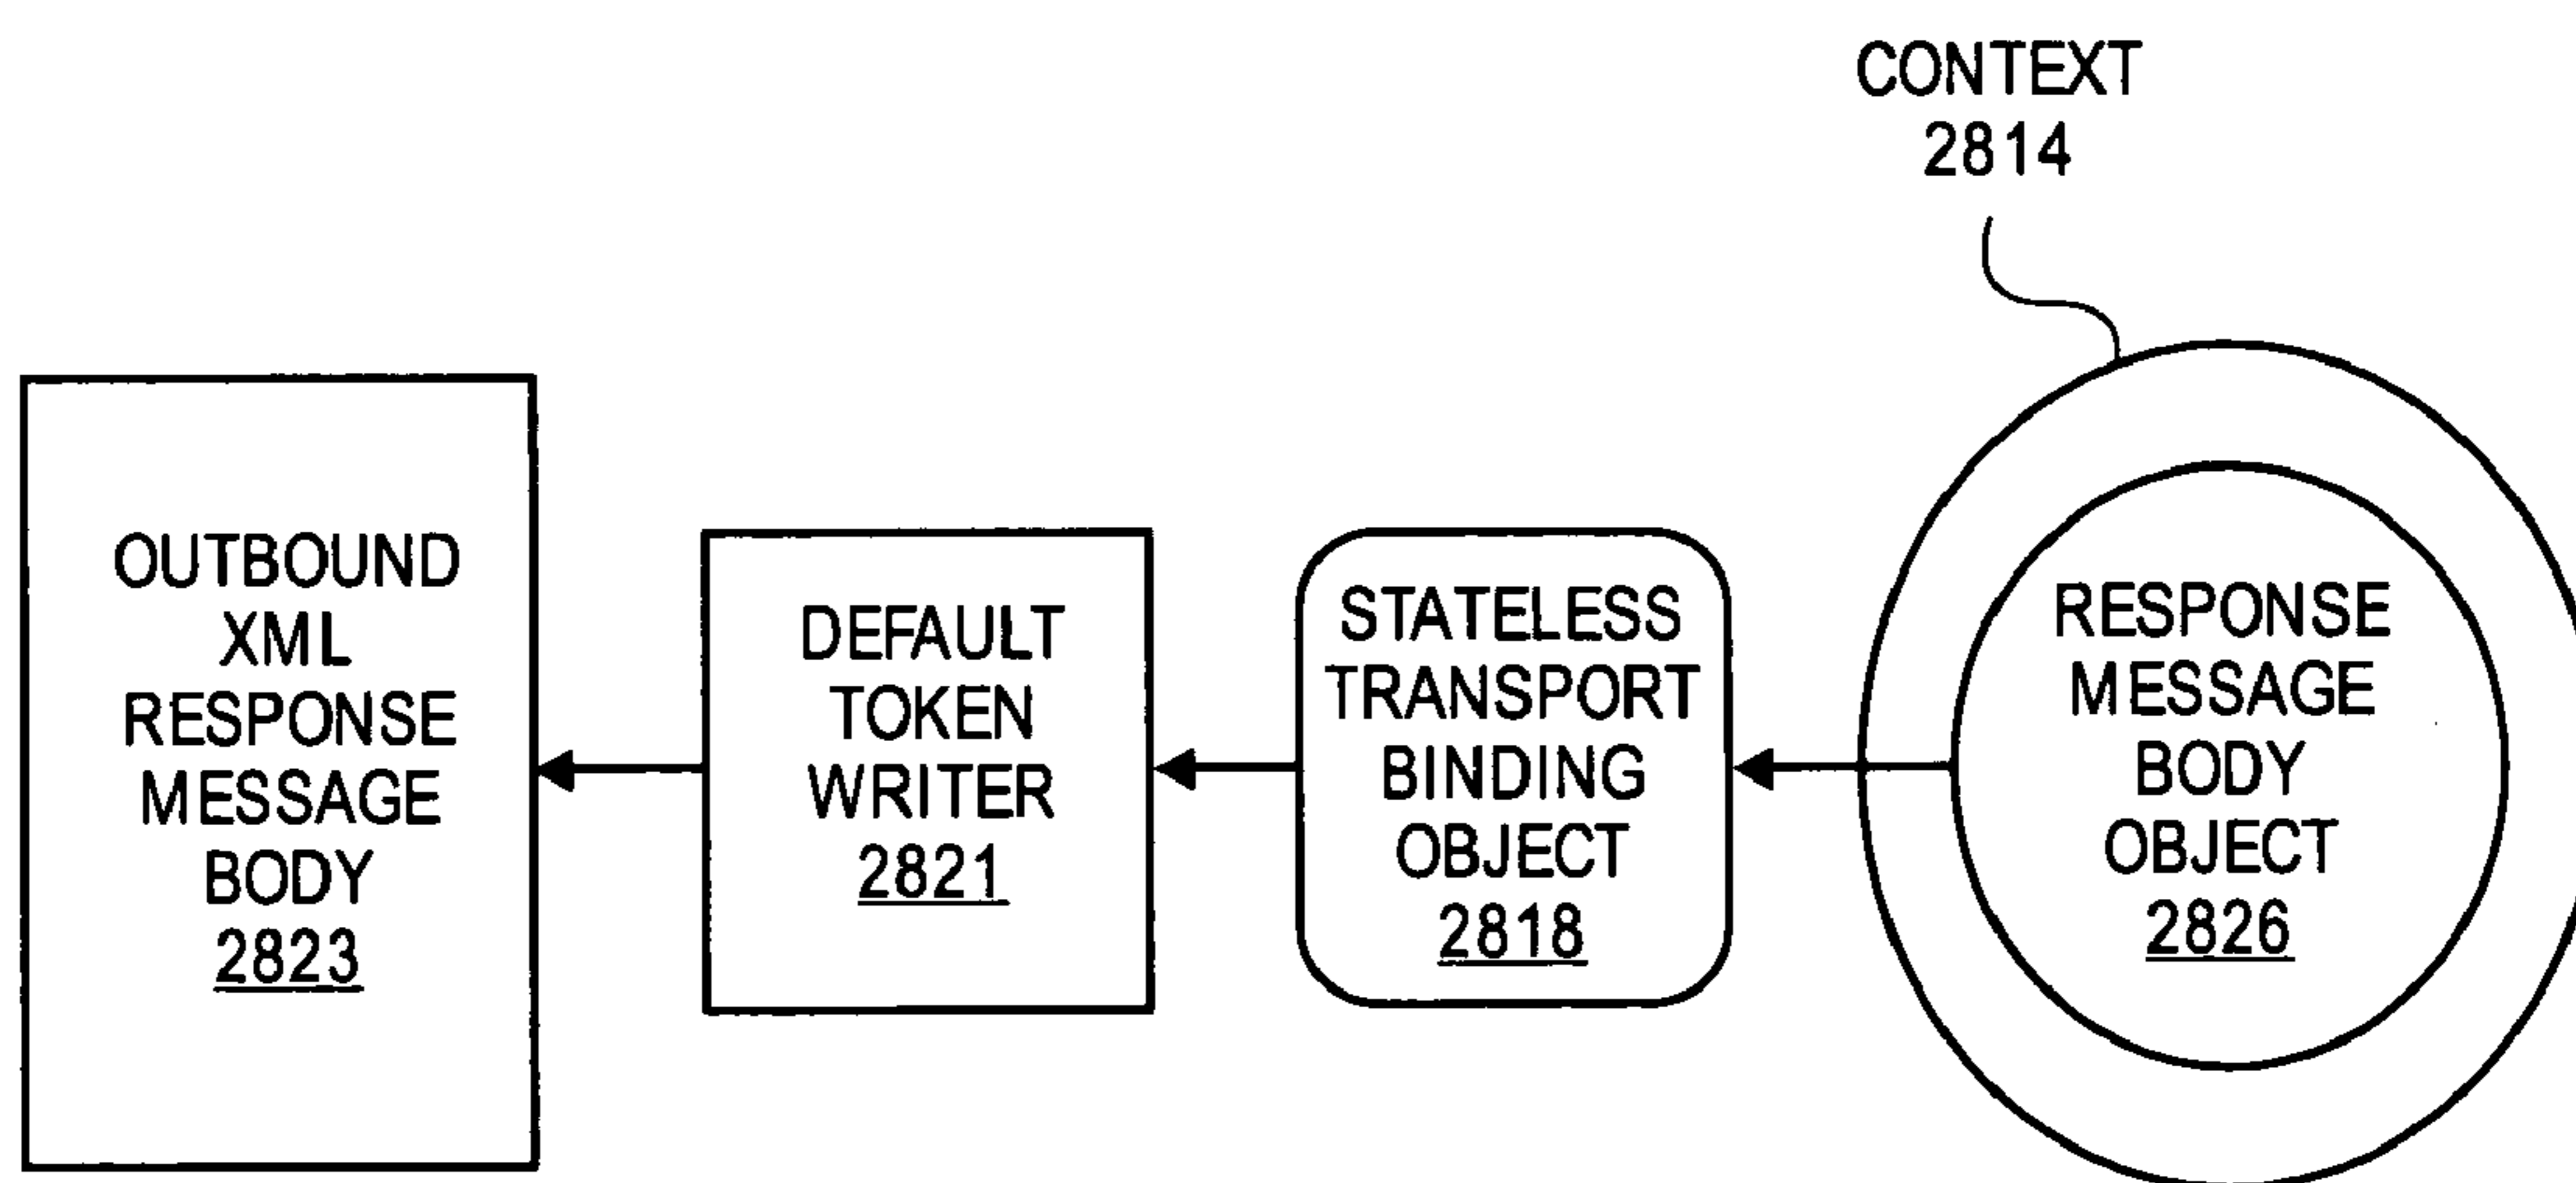 CONTEXT
2814
OUTBOUND
XML
RESPONSE
MESSAGE
BODY
2823
DEFAULT
TOKEN
WRITER
2821
STATELESS
TRANSPORT
BINDING
OBJECT
2818
RESPONSE
MESSAGE
BODY
OBJECT
2826